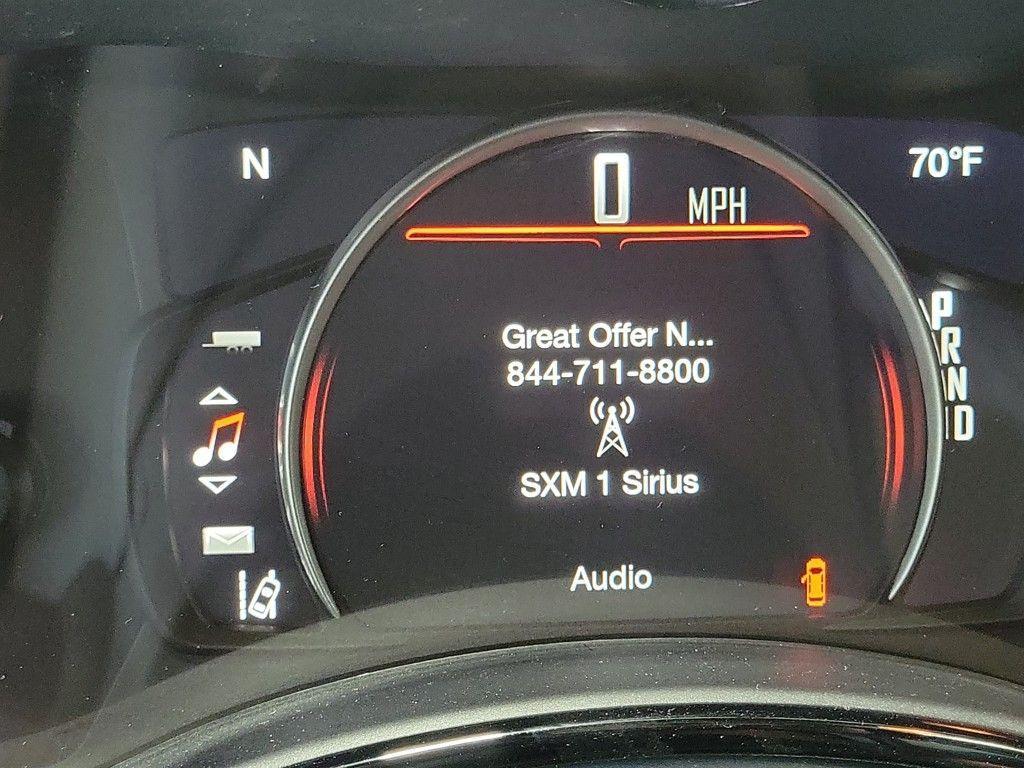 N
0 MPH
70°F
Great Offer N...
844-711-8800
SXM 1 Sirius
Audio
P
R
N
D